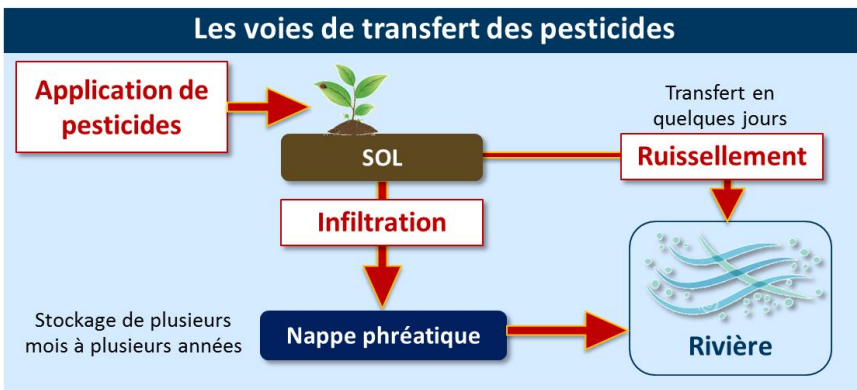 Les voies de transfert des pesticides
Application de
pesticides
Transfert en
quelques jours
SOL
Ruissellement
Infiltration
Stockage de plusieurs
mois à plusieurs années
Nappe phréatique
Rivière